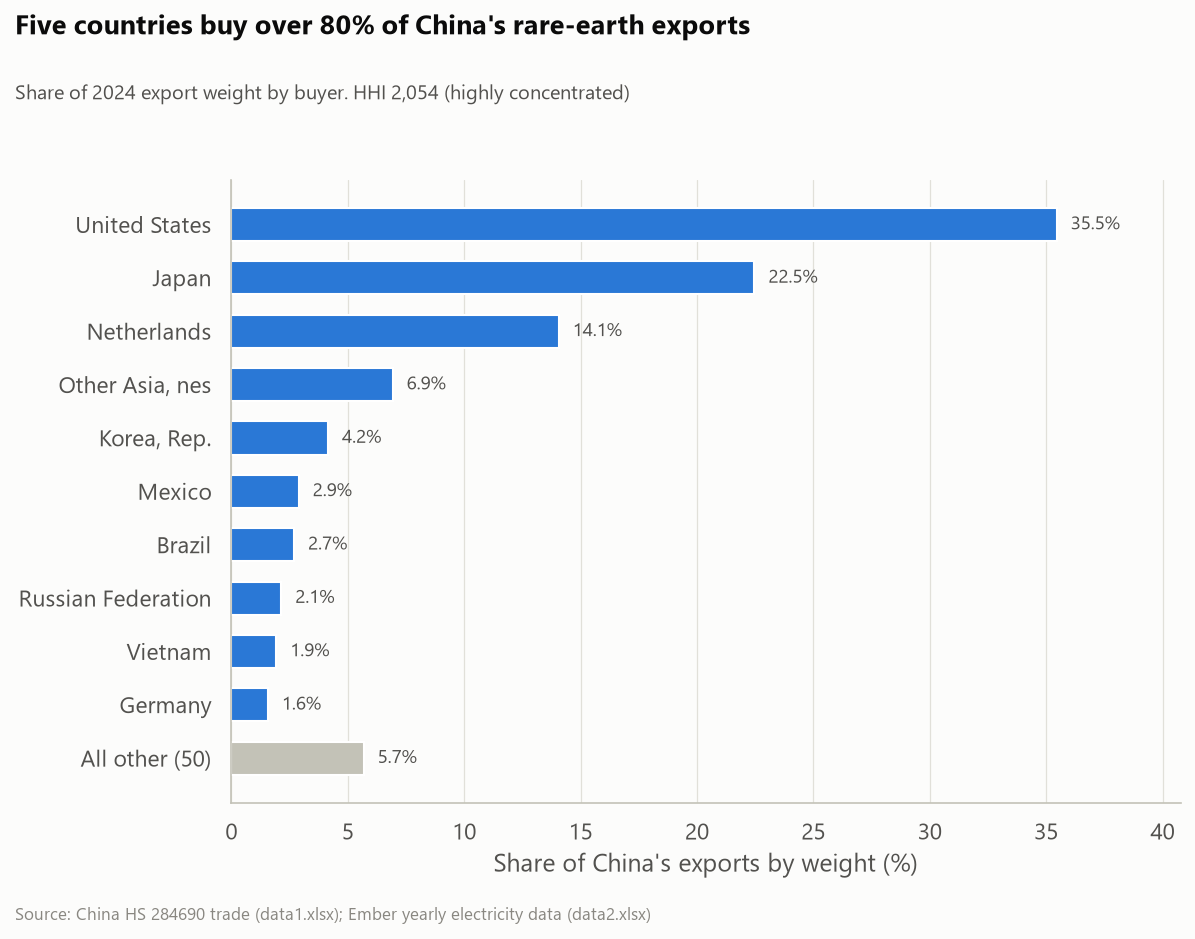 Five countries buy over 80% of China's rare-earth exports
Share of 2024 export weight by buyer. HHI 2,054 (highly concentrated)
United States 35.5%
Japan 22.5%
Netherlands 14.1%
Other Asia, nes 6.9%
Korea, Rep. 4.2%
Mexico 2.9%
Brazil 2.7%
Russian Federation 2.1%
Vietnam 1.9%
Germany 1.6%
All other (50) 5.7%
0 5 10 15 20 25 30 35 40
Share of China's exports by weight (%)
Source: China HS 284690 trade (data1.xlsx); Ember yearly electricity data (data2.xlsx)